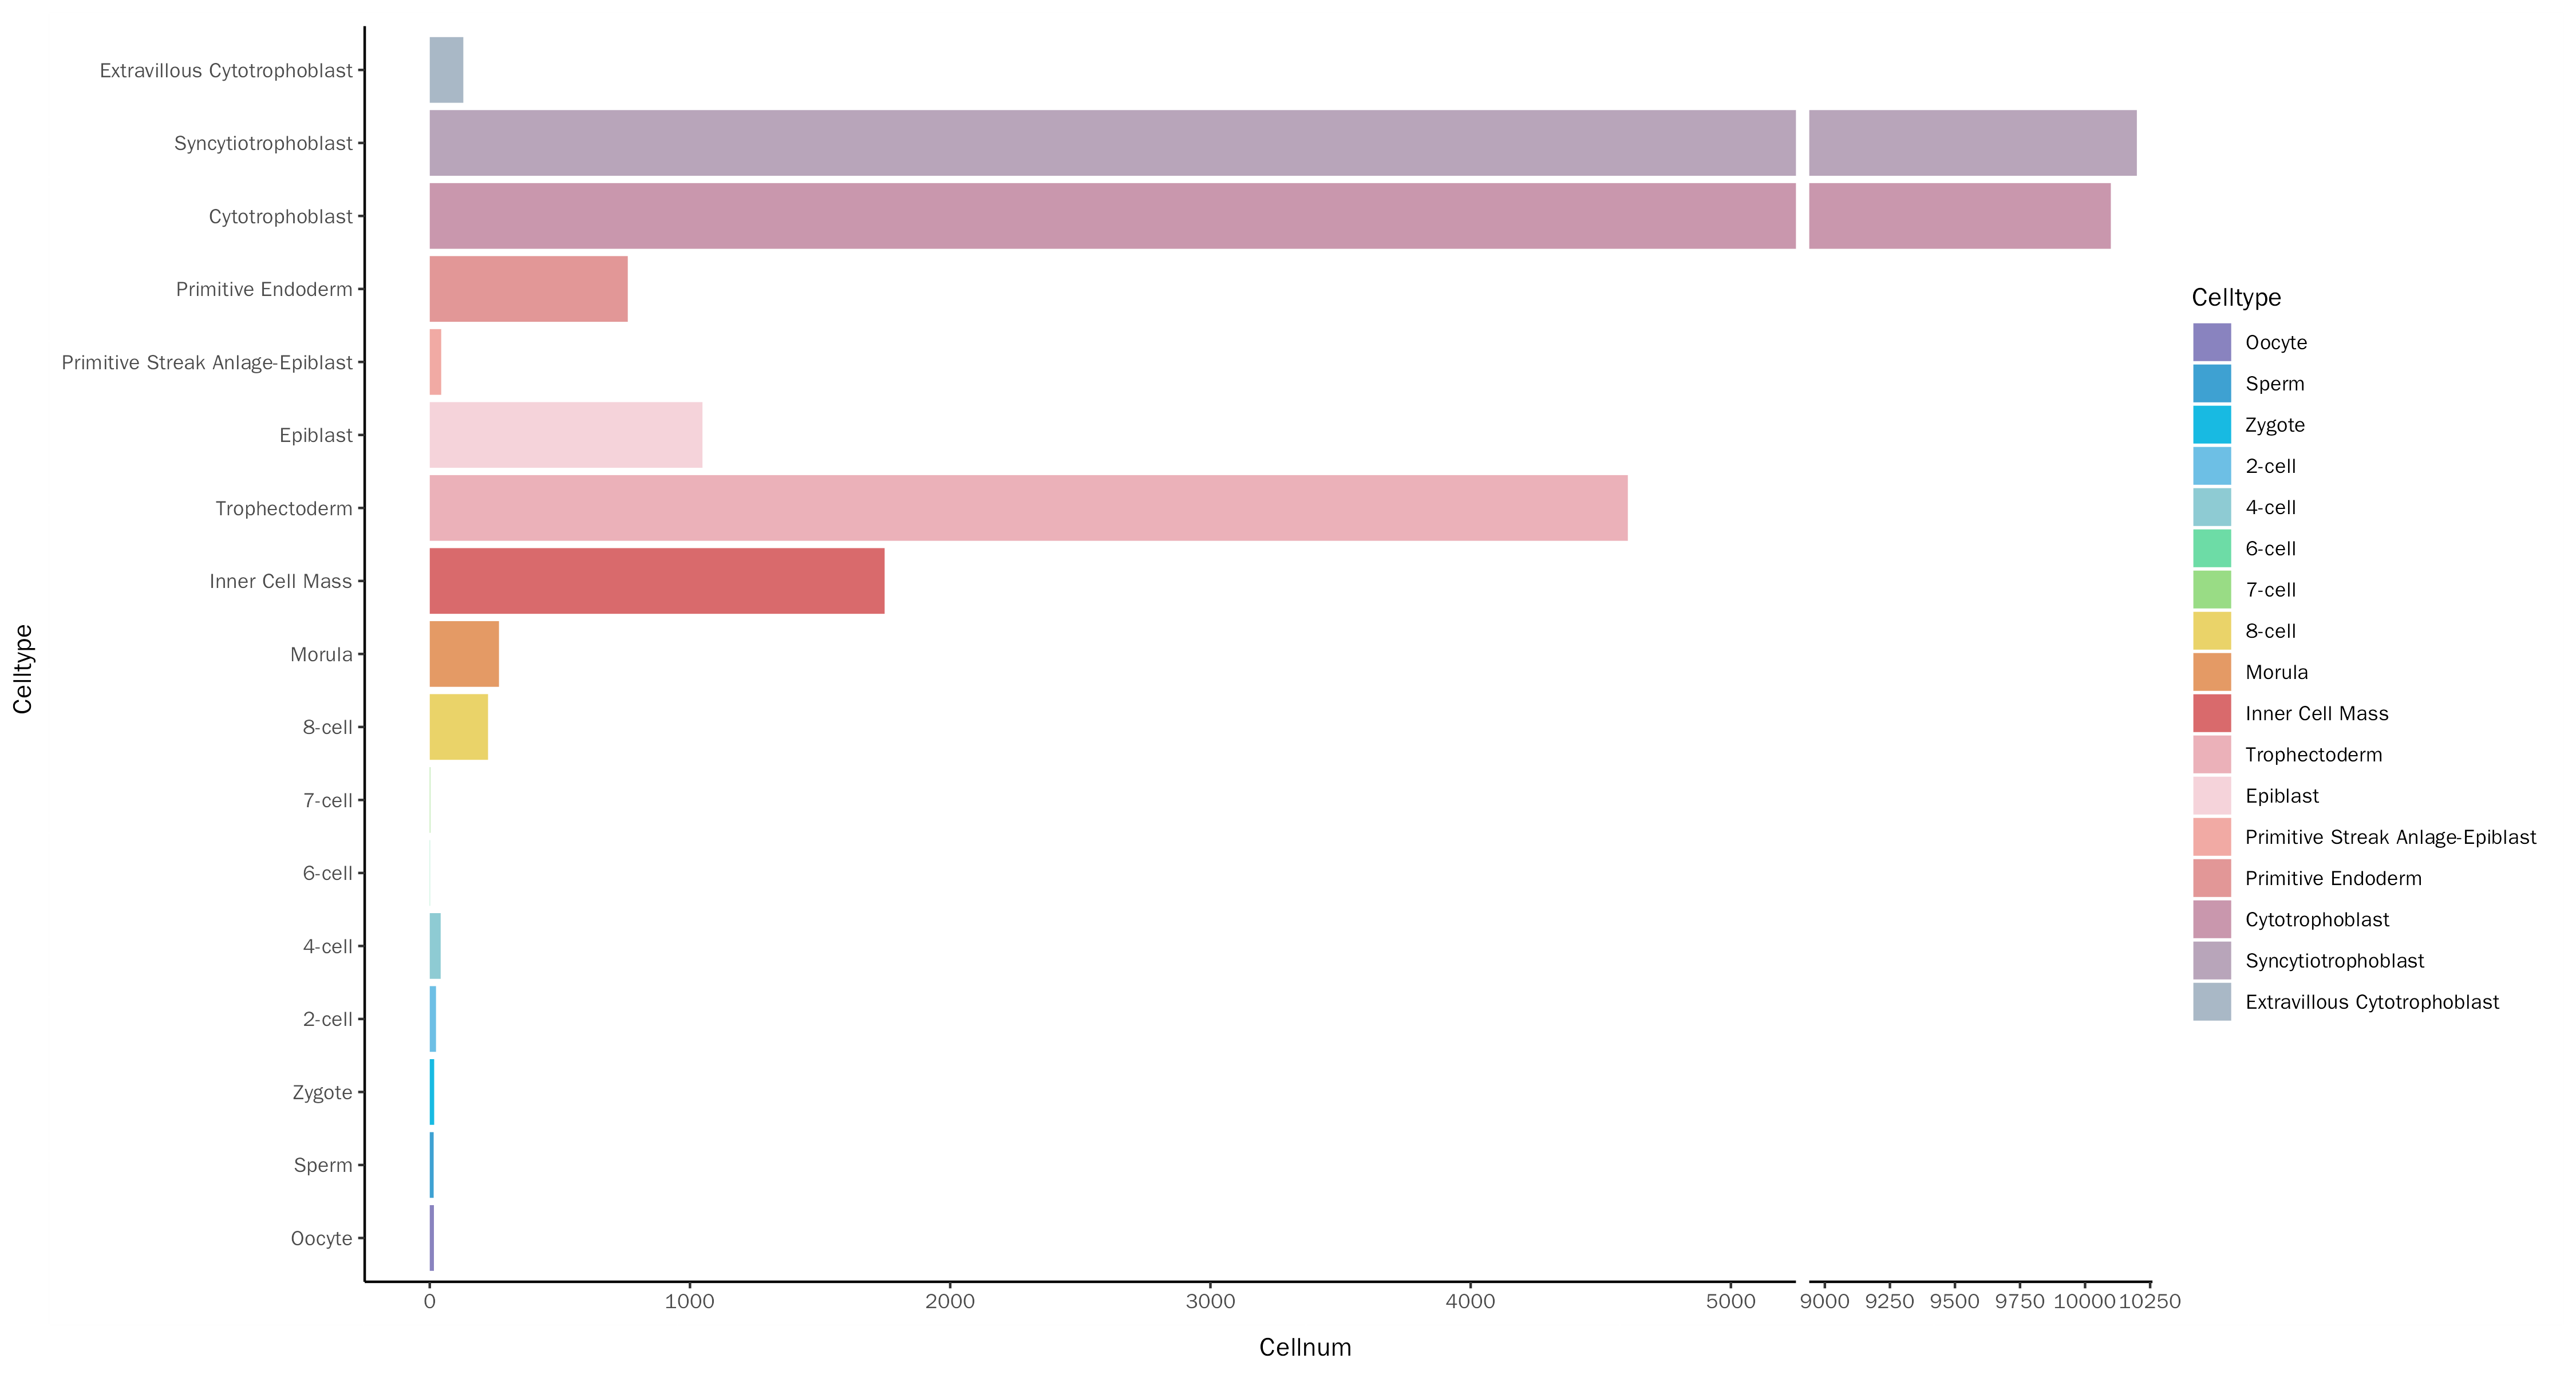 Extravillous Cytotrophoblast
Syncytiotrophoblast
Cytotrophoblast
Primitive Endoderm
Primitive Streak Anlage-Epiblast
Epiblast
Trophectoderm
Inner Cell Mass
Morula
8-cell
7-cell
6-cell
4-cell
2-cell
Zygote
Sperm
Oocyte
Celltype
0 1000 2000 3000 4000 5000 9000 9250 9500 9750 10000 10250
Cellnum
Celltype
Oocyte
Sperm
Zygote
2-cell
4-cell
6-cell
7-cell
8-cell
Morula
Inner Cell Mass
Trophectoderm
Epiblast
Primitive Streak Anlage-Epiblast
Primitive Endoderm
Cytotrophoblast
Syncytiotrophoblast
Extravillous Cytotrophoblast